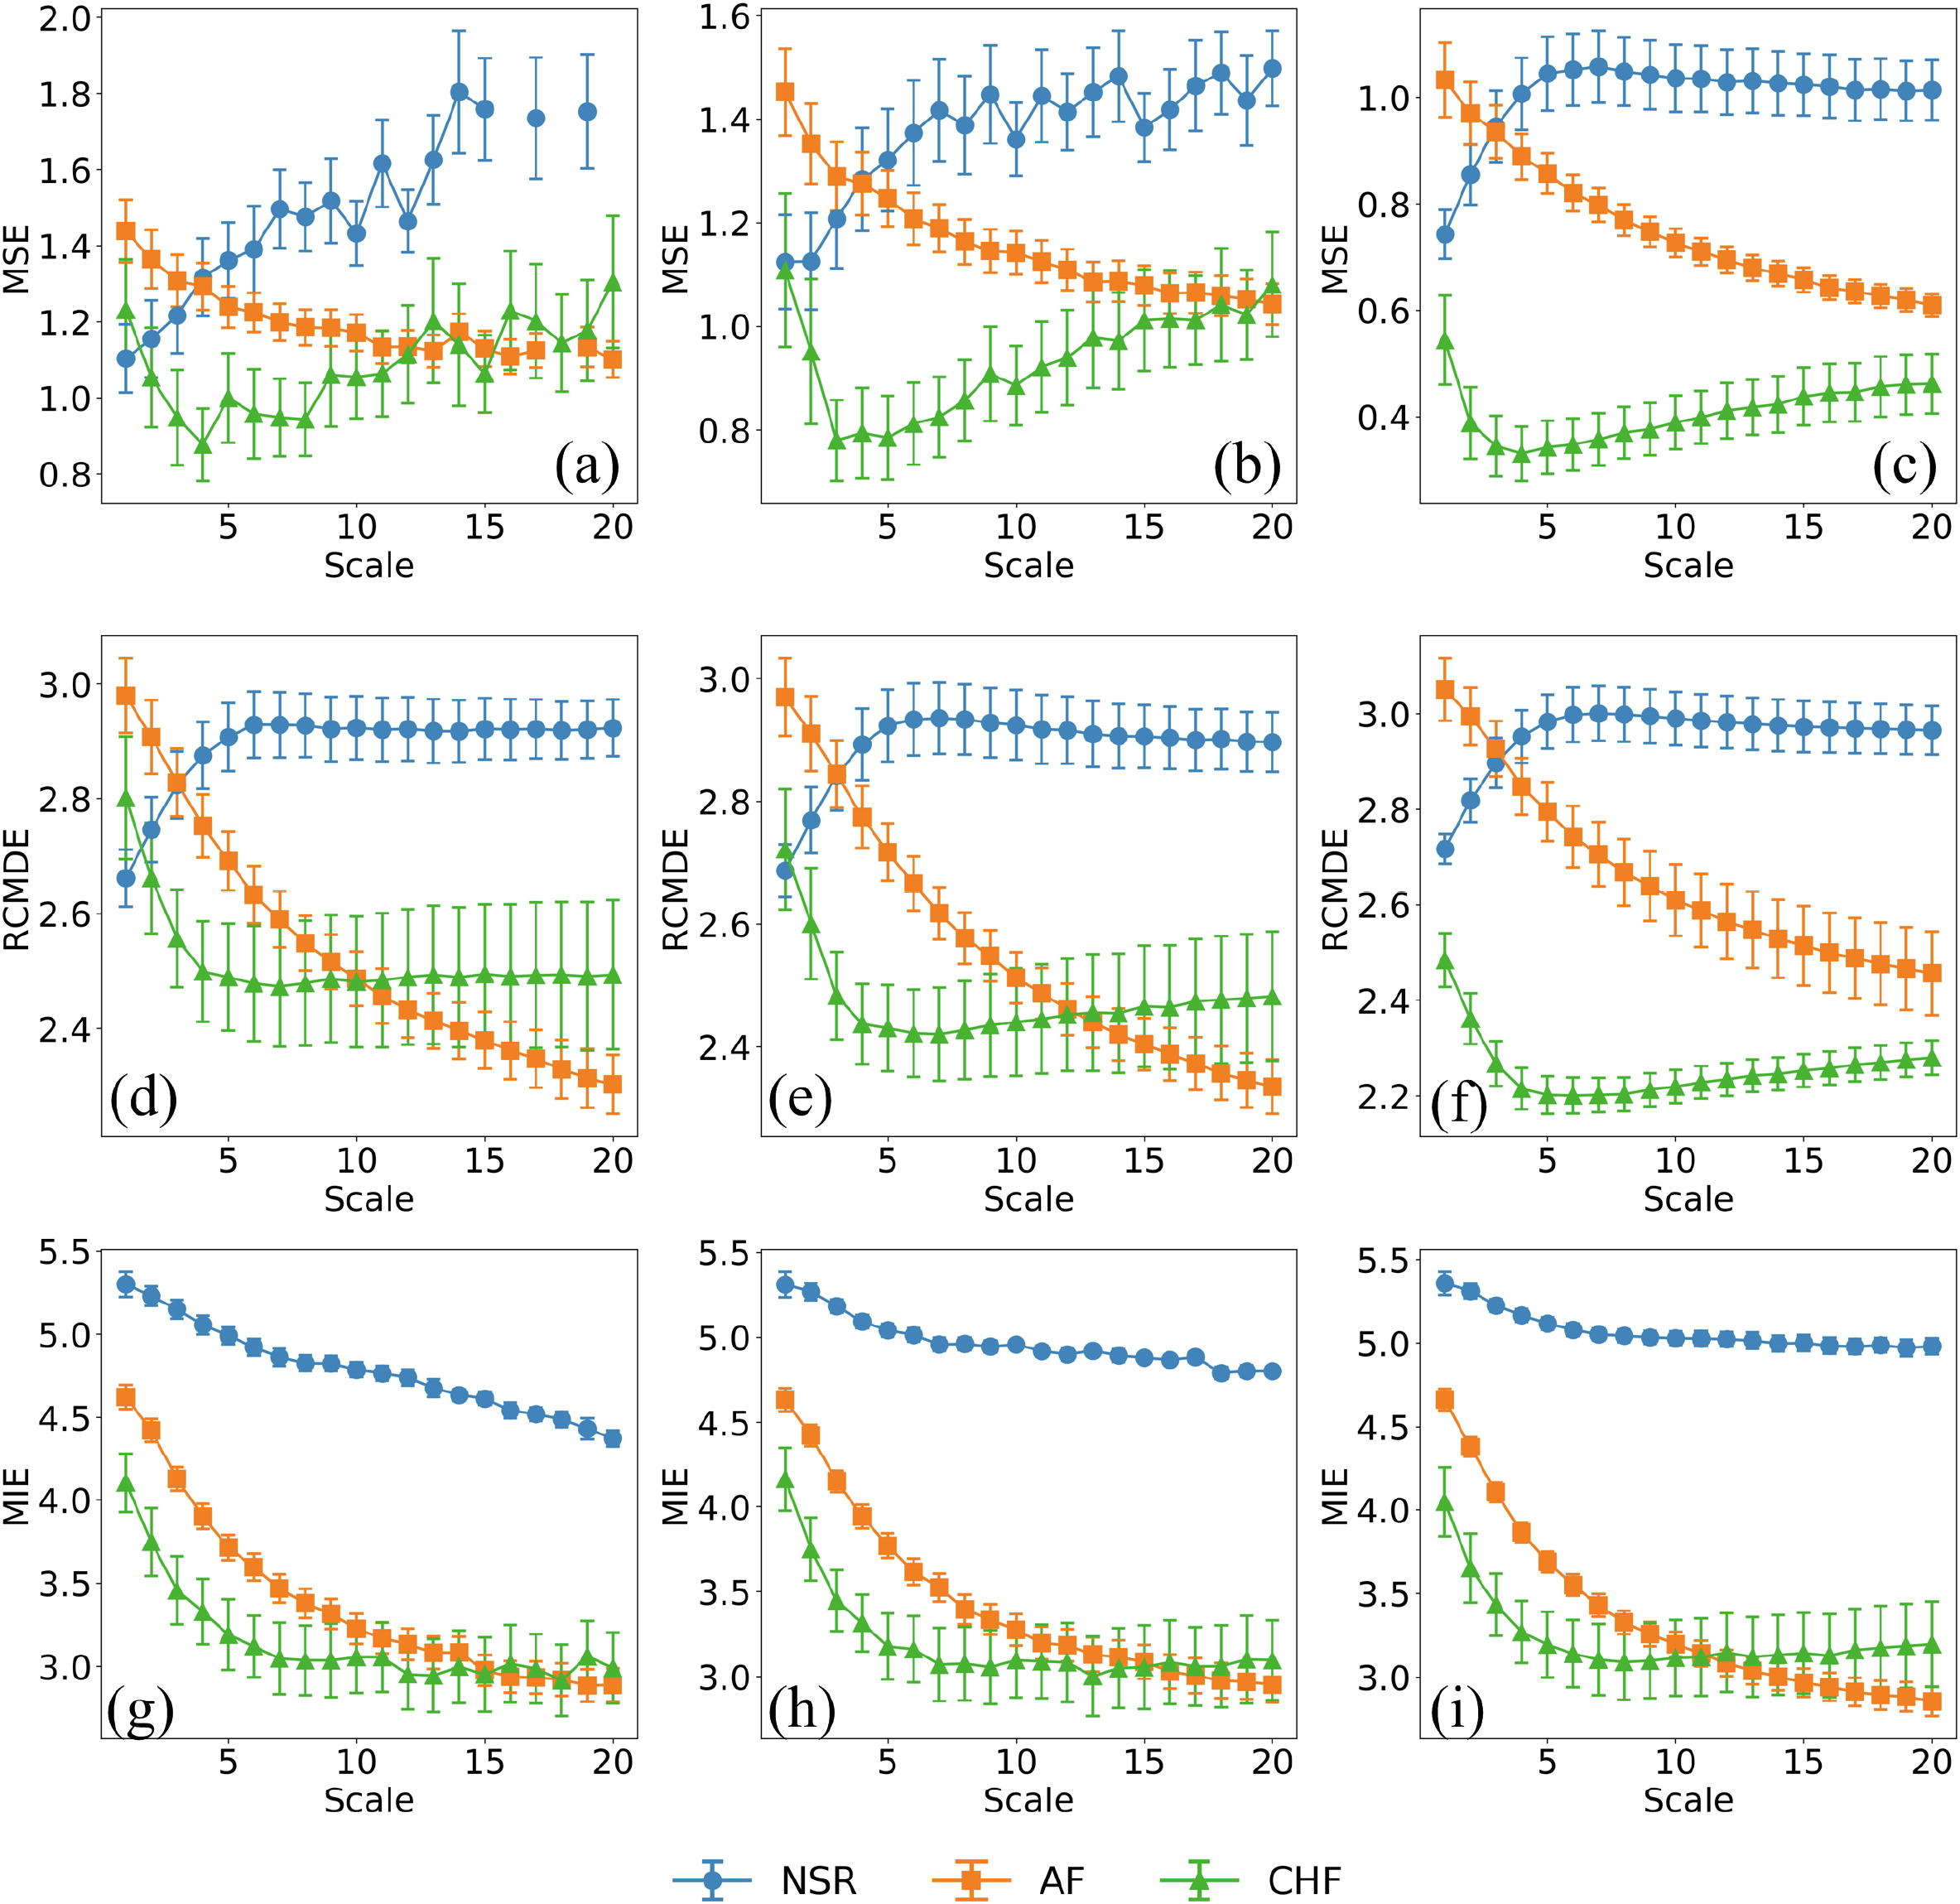 2.0
1.8
1.6
1.4
1.2
1.0
0.8
MSE
(a)
5 10 15 20
Scale
1.6
1.4
1.2
1.0
0.8
MSE
(b)
5 10 15 20
Scale
1.0
0.8
0.6
0.4
MSE
(c)
5 10 15 20
Scale
3.0
2.8
2.6
2.4
RCMDE
(d)
5 10 15 20
Scale
3.0
2.8
2.6
2.4
RCMDE
(e)
5 10 15 20
Scale
3.0
2.8
2.6
2.4
2.2
RCMDE
(f)
5 10 15 20
Scale
5.5
5.0
4.5
4.0
3.5
3.0
MIE
(g)
5 10 15 20
Scale
5.5
5.0
4.5
4.0
3.5
3.0
MIE
(h)
5 10 15 20
Scale
5.5
5.0
4.5
4.0
3.5
3.0
MIE
(i)
5 10 15 20
Scale
NSR AF CHF